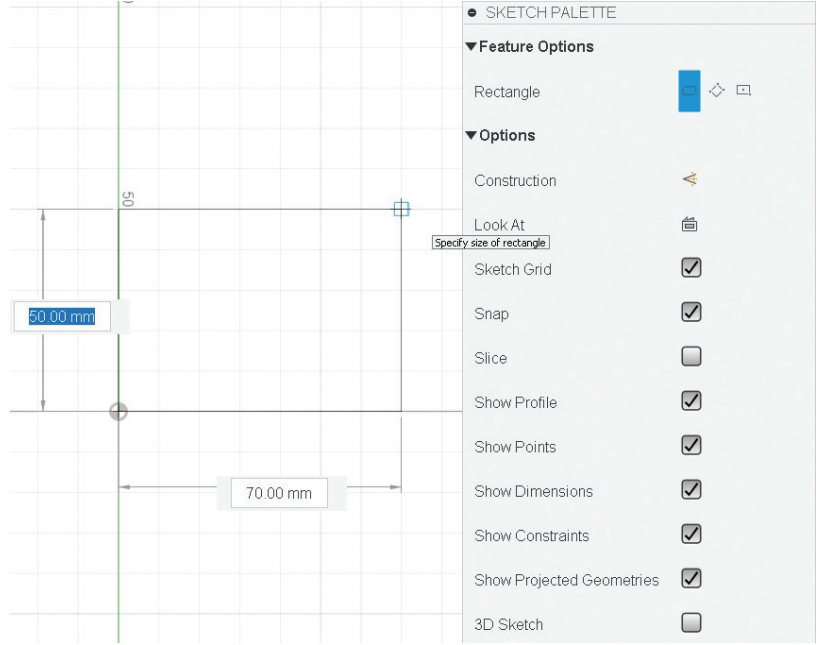 SKETCH PALETTE
Feature Options
Rectangle
Options
Construction
Look At
Sketch Grid
Snap
Slice
Show Profile
Show Points
Show Dimensions
Show Constraints
Show Projected Geometries
3D Sketch
50
Specify size of rectangle
50.00 mm
70.00 mm